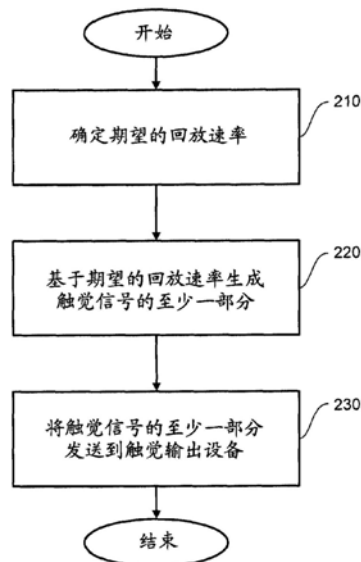 开始
确定期望的回放速率
210
基于期望的回放速率生成
触觉信号的至少一部分
220
将触觉信号的至少一部分
发送到触觉输出设备
230
结束